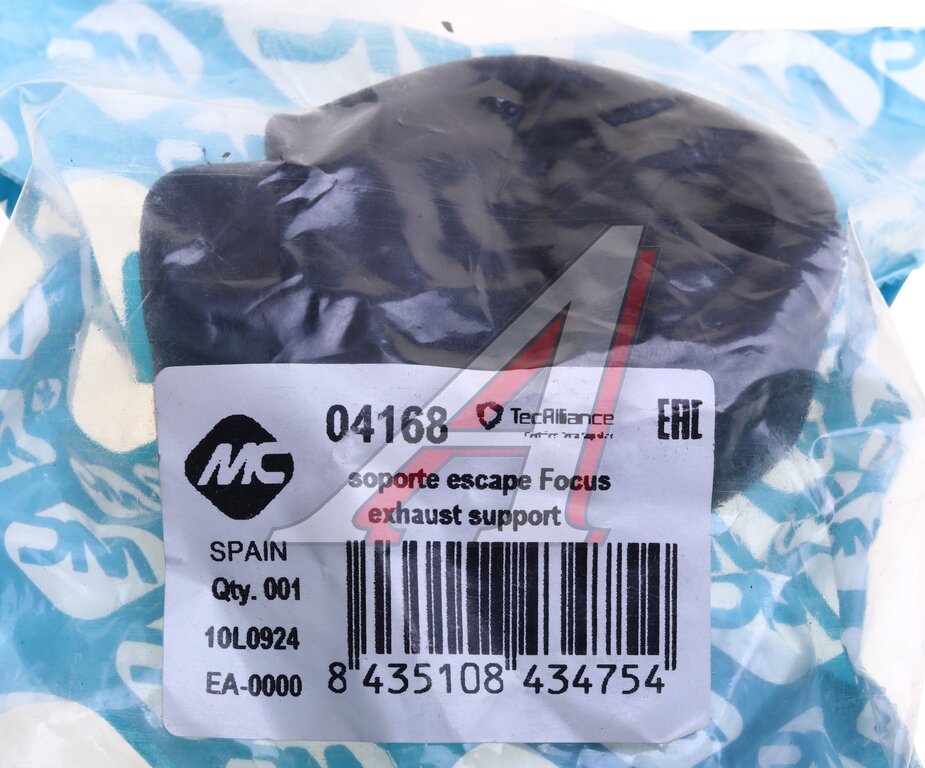 04168 TecAlliance EAC
MC
soporte escape Focus
exhaust support
SPAIN
Qty. 001
10L0924
EA-0000
8 435108 434754